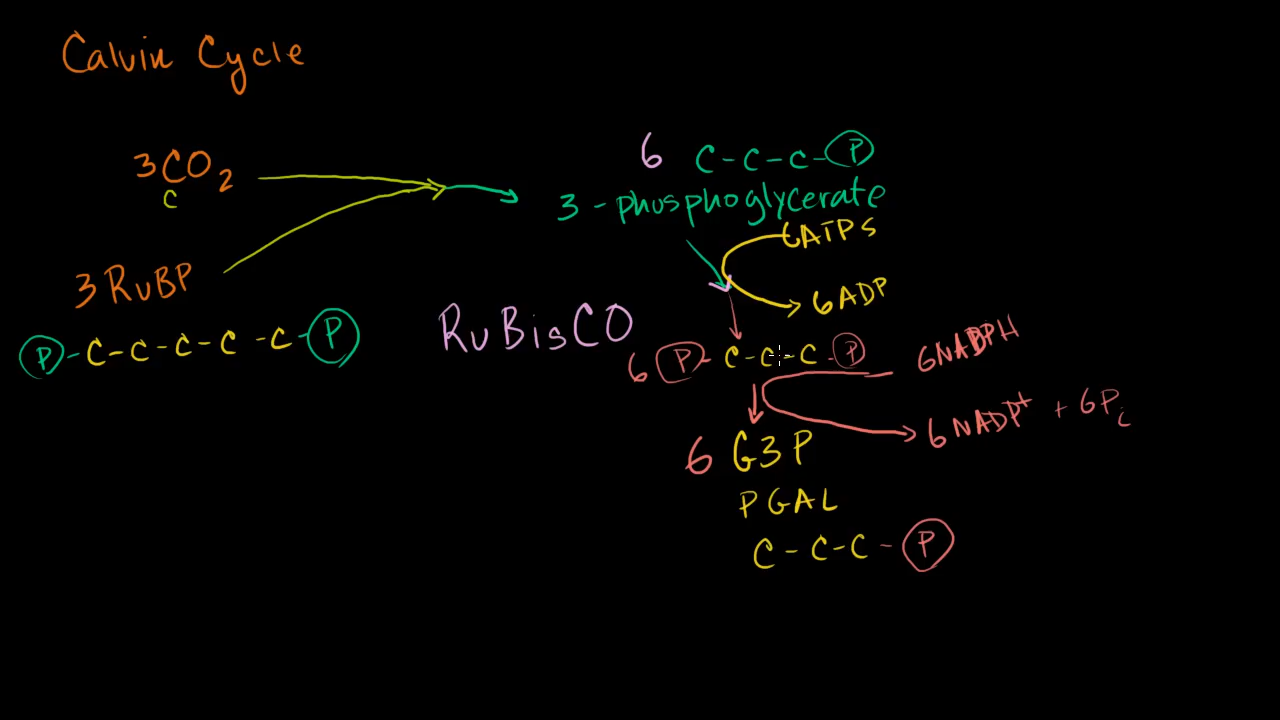 Calvin Cycle
3CO2
C
3RuBP
P-C-C-C-C-C-P
RuBisCO
6 C-C-C-P
3-phosphoglycerate
6ATPS
6ADP
6 P-C-C-C-P
6NADPH
6NADP+ + 6Pi
6 G3P
PGAL
C-C-C-P